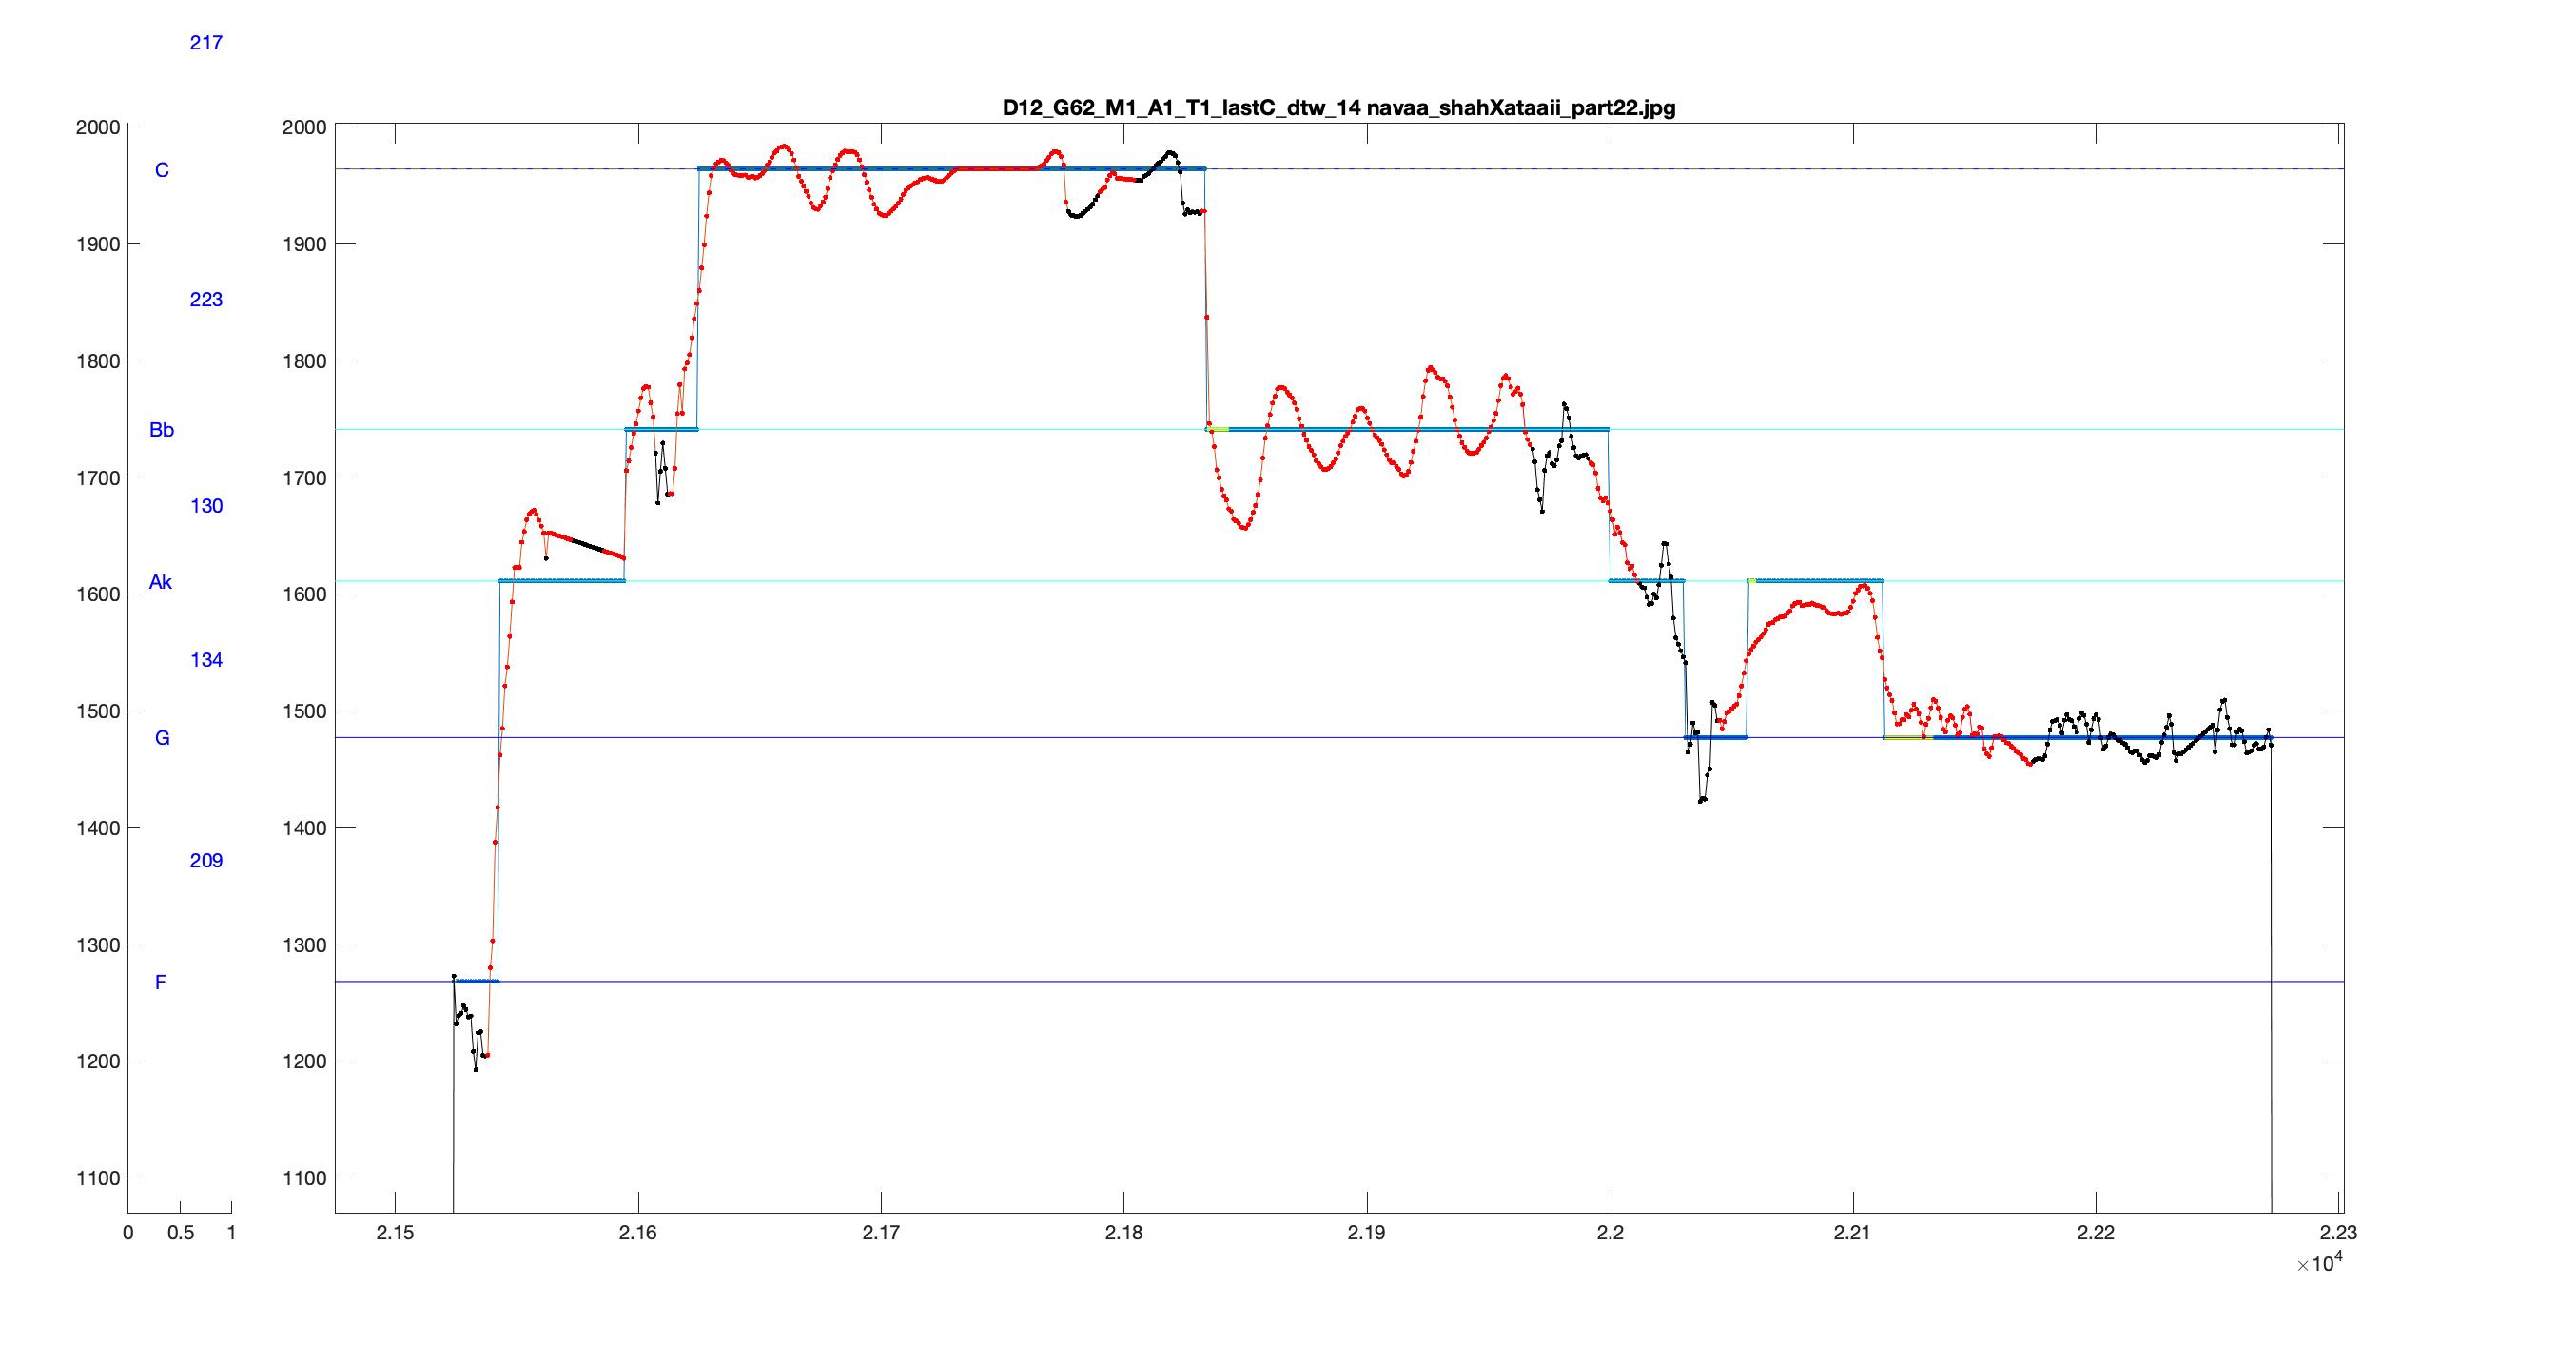 217
D12_G62_M1_A1_T1_lastC_dtw_14 navaa_shahXataaii_part22.jpg
2000 2000
C
1900 1900
223
1800 1800
Bb
1700 1700
130
Ak
1600 1600
134
1500 1500
G
1400 1400
209
1300 1300
F
1200 1200
1100 1100
0 0.5 1 2.15 2.16 2.17 2.18 2.19 2.2 2.21 2.22 2.23
×10⁴